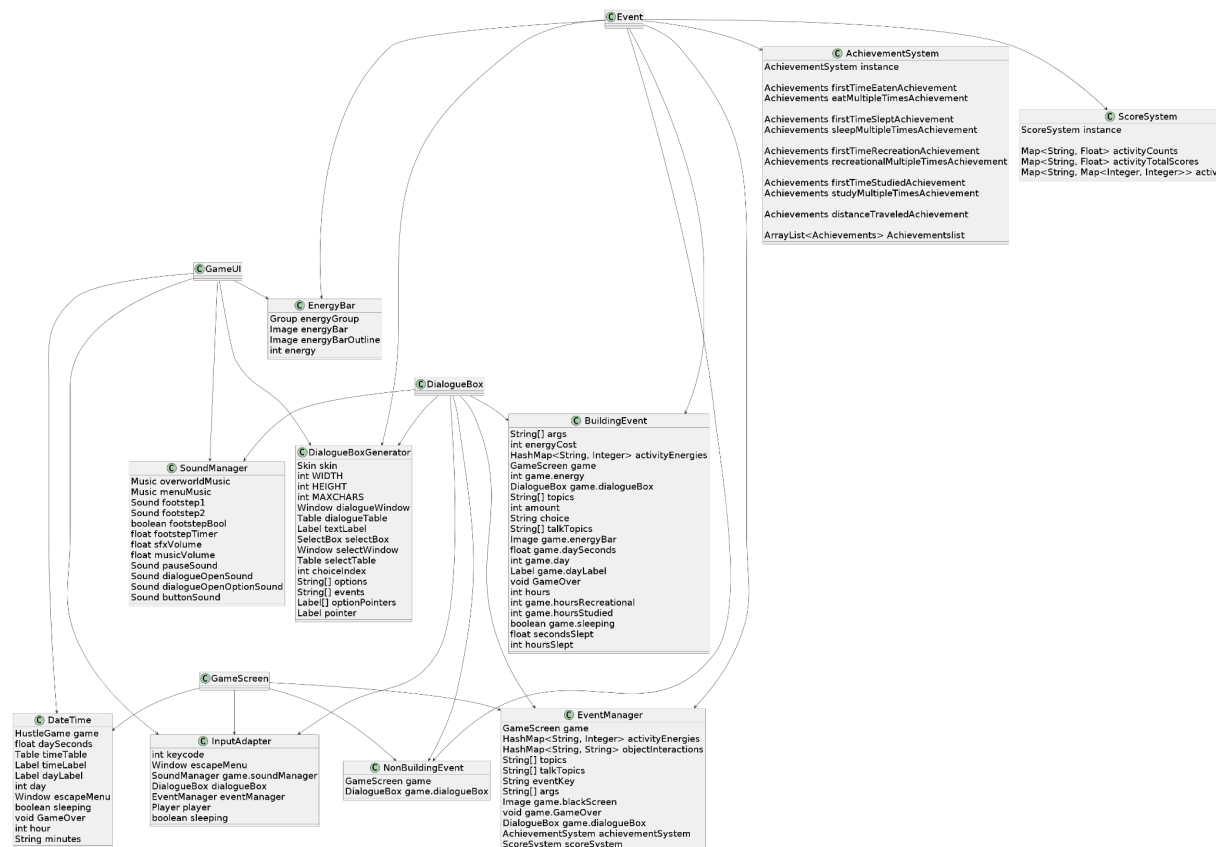 C Event
C AchievementSystem
AchievementSystem instance
Achievements firstTimeEatenAchievement
Achievements eatMultipleTimesAchievement
Achievements firstTimeSleptAchievement
Achievements sleepMultipleTimesAchievement
Achievements firstTimeRecreationAchievement
Achievements recreationalMultipleTimesAchievement
Achievements firstTimeStudiedAchievement
Achievements studyMultipleTimesAchievement
Achievements distanceTraveledAchievement
ArrayList<Achievements> Achievementslist
C ScoreSystem
ScoreSystem instance
Map<String, Float> activityCounts
Map<String, Float> activityTotalScores
Map<String, Map<Integer, Integer>> activ
C GameUI
C EnergyBar
Group energyGroup
Image energyBar
Image energyBarOutline
int energy
C DialogueBox
C SoundManager
Music overworldMusic
Music menuMusic
Sound footstep1
Sound footstep2
boolean footstepBool
float footstepTimer
float sfxVolume
float musicVolume
Sound pauseSound
Sound dialogueOpenSound
Sound dialogueOpenOptionSound
Sound buttonSound
C DialogueBoxGenerator
Skin skin
int WIDTH
int HEIGHT
int MAXCHARS
Window dialogueWindow
Table dialogueTable
Label textLabel
SelectBox selectBox
Window selectWindow
Table selectTable
int choiceIndex
String[] options
String[] events
Label[] optionPointers
Label pointer
C BuildingEvent
String[] args
int energyCost
HashMap<String, Integer> activityEnergies
GameScreen game
int game.energy
DialogueBox game.dialogueBox
String[] topics
int amount
String choice
String[] talkTopics
Image game.energyBar
float game.daySeconds
int game.day
Label game.dayLabel
void GameOver
int hours
int game.hoursRecreational
int game.hoursStudied
boolean game.sleeping
float secondsSlept
int hoursSlept
C GameScreen
C DateTime
HustleGame game
float daySeconds
Table timeTable
Label timeLabel
Label dayLabel
int day
Window escapeMenu
boolean sleeping
void GameOver
int hour
String minutes
C InputAdapter
int keycode
Window escapeMenu
SoundManager game.soundManager
DialogueBox dialogueBox
EventManager eventManager
Player player
boolean sleeping
C NonBuildingEvent
GameScreen game
DialogueBox game.dialogueBox
C EventManager
GameScreen game
HashMap<String, Integer> activityEnergies
HashMap<String, String> objectInteractions
String[] topics
String[] talkTopics
String eventKey
String[] args
Image game.blackScreen
void game.GameOver
DialogueBox game.dialogueBox
AchievementSystem achievementSystem
ScoreSystem scoreSystem